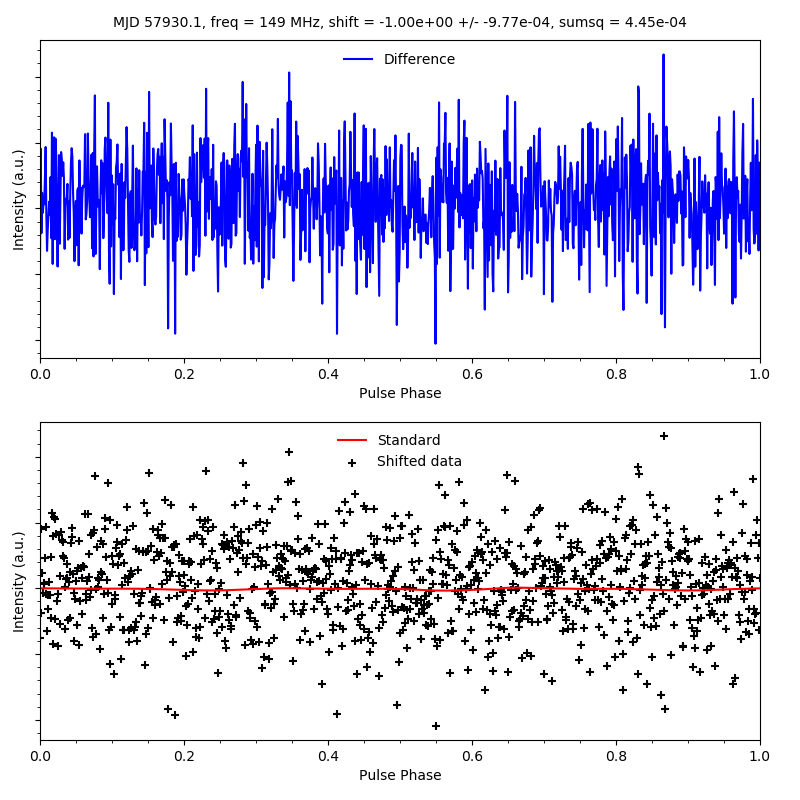 MJD 57930.1, freq = 149 MHz, shift = -1.00e+00 +/- -9.77e-04, sumsq = 4.45e-04
Difference
Intensity (a.u.)
0.0 0.2 0.4 0.6 0.8 1.0
Pulse Phase
Standard
Shifted data
Intensity (a.u.)
0.0 0.2 0.4 0.6 0.8 1.0
Pulse Phase